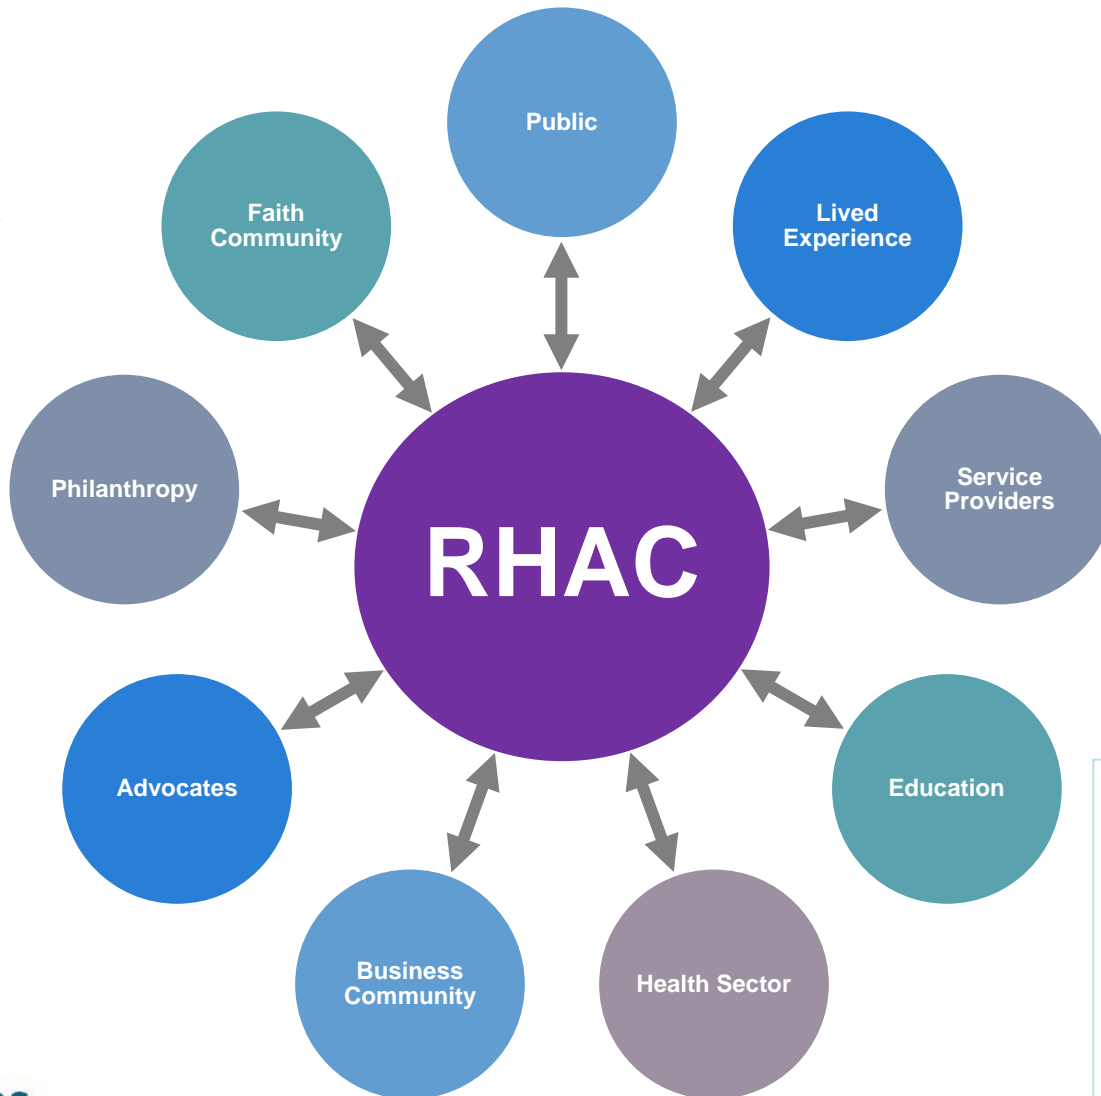 Public
Lived
Experience
Service
Providers
Education
Health Sector
Business
Community
Advocates
Philanthropy
Faith
Community
RHAC